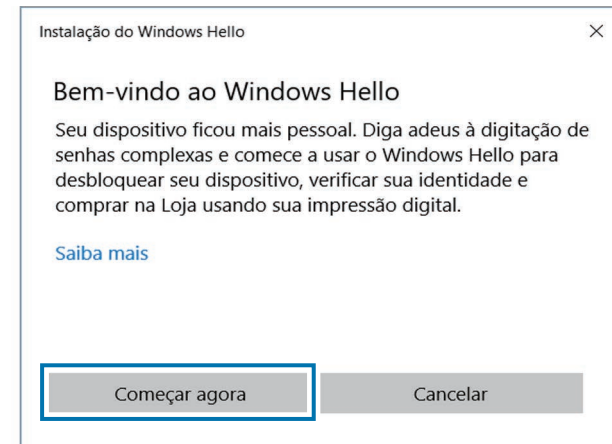 Instalação do Windows Hello
Bem-vindo ao Windows Hello
Seu dispositivo ficou mais pessoal. Diga adeus à digitação de
senhas complexas e comece a usar o Windows Hello para
desbloquear seu dispositivo, verificar sua identidade e
comprar na Loja usando sua impressão digital.
Saiba mais
Começar agora
Cancelar